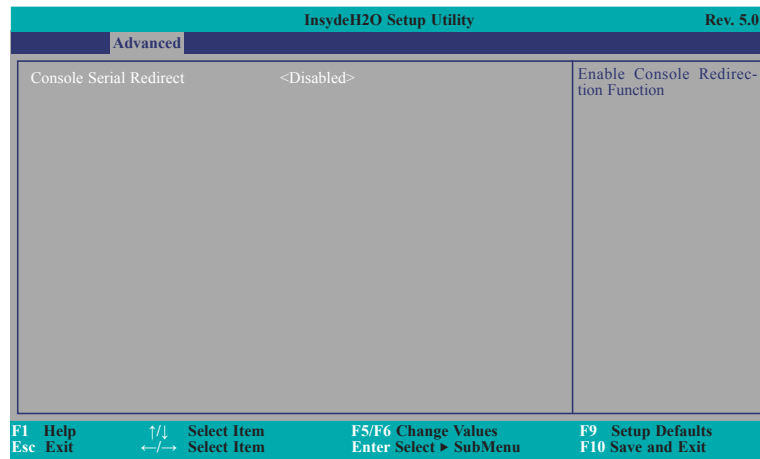 InsydeH2O Setup Utility Rev. 5.0
Advanced
Console Serial Redirect <Disabled>
Enable Console Redirec-
tion Function
F1 Help ↑/↓ Select Item F5/F6 Change Values F9 Setup Defaults
Esc Exit ←/→ Select Item Enter Select ▶ SubMenu F10 Save and Exit